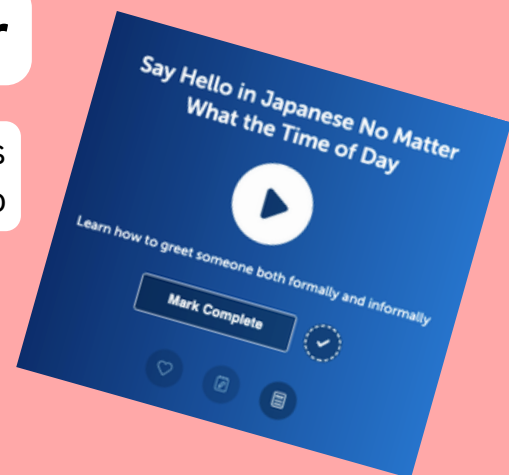 r
s
o
Say Hello in Japanese No Matter
What the Time of Day
Learn how to greet someone both formally and informally
Mark Complete